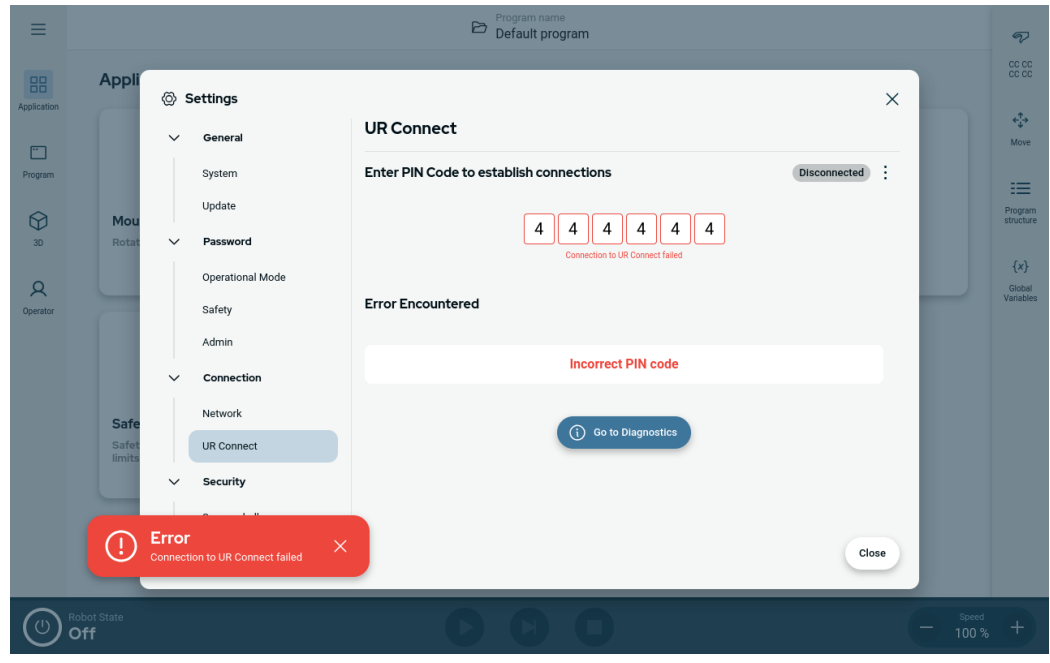 Program name
Default program
Application
Program
3D
Operator
Appli
Mou
Rotat
Safe
Safet
limits
Settings
General
System
Update
Password
Operational Mode
Safety
Admin
Connection
Network
UR Connect
Security
UR Connect
Enter PIN Code to establish connections
Disconnected
4 4 4 4 4 4
Connection to UR Connect failed
Error Encountered
Incorrect PIN code
Go to Diagnostics
Close
Error
Connection to UR Connect failed
CC CC
CC CC
Move
Program
structure
{x}
Global
Variables
Robot State
Off
Speed
100 %